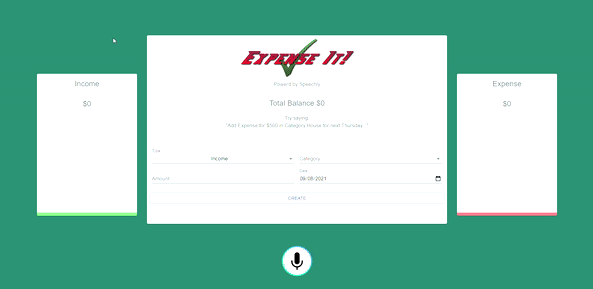 Income
$0
EXPENSE IT!
Powerd by Speechly
Total Balance $0
Try saying
"Add Expense for $500 in Category House for next Thursday..."
Type
Income
Category
Amount
Date
09-08-2021
CREATE
Expense
$0